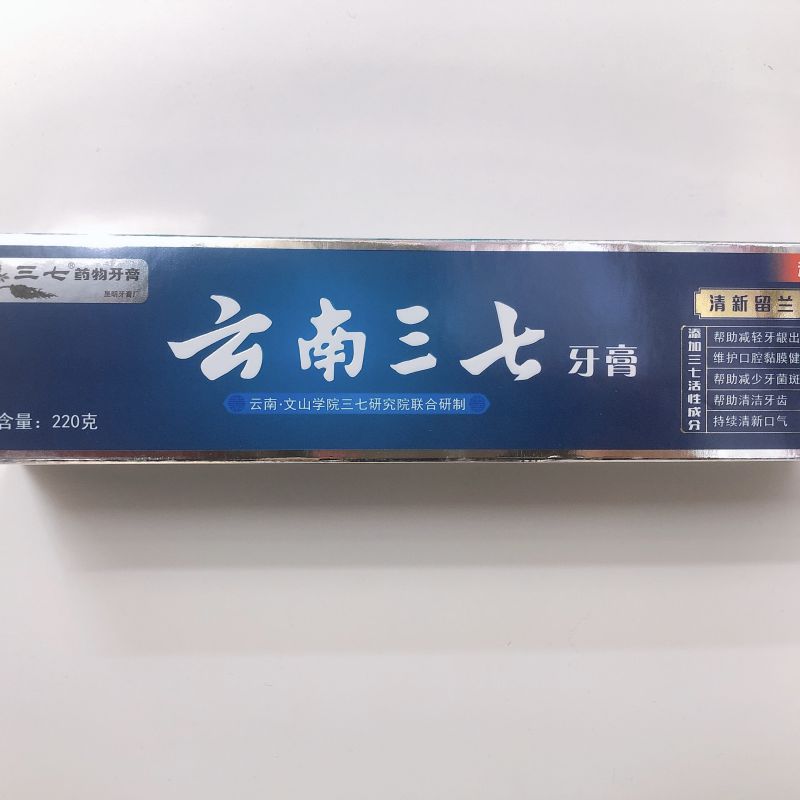 三七®药物牙膏
昆明牙膏厂
云南三七牙膏
云南·文山学院三七研究院联合研制
含量：220克
清新留兰
添加三七活性成分
帮助减轻牙龈出
维护口腔黏膜健
帮助减少牙菌斑
帮助清洁牙齿
持续清新口气